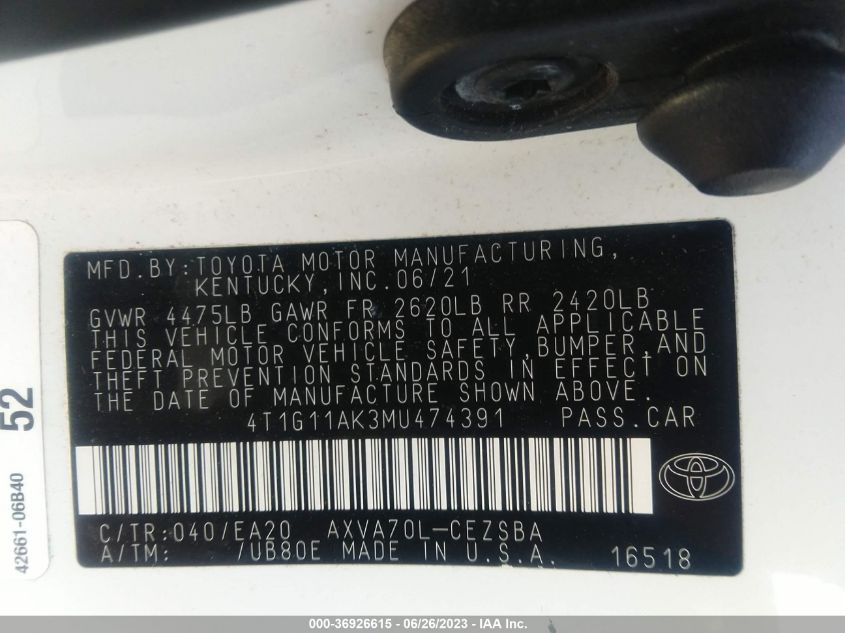 MFD.BY:TOYOTA MOTOR MANUFACTURING,
KENTUCKY,INC.06/21
GVWR 4475LB GAWR FR 2620LB RR 2420LB
THIS VEHICLE CONFORMS TO ALL APPLICABLE
FEDERAL MOTOR VEHICLE SAFETY,BUMPER,AND
THEFT PREVENTION STANDARDS IN EFFECT ON
THE DATE OF MANUFACTURE SHOWN ABOVE.
4T1G11AK3MU474391 PASS.CAR
C/TR:040/EA20 AXVA70L-CEZSBA
A/TM: /UB80E MADE IN U.S.A. 16518
52
42661-06B40
000-36926615 - 06/26/2023 - IAA Inc.